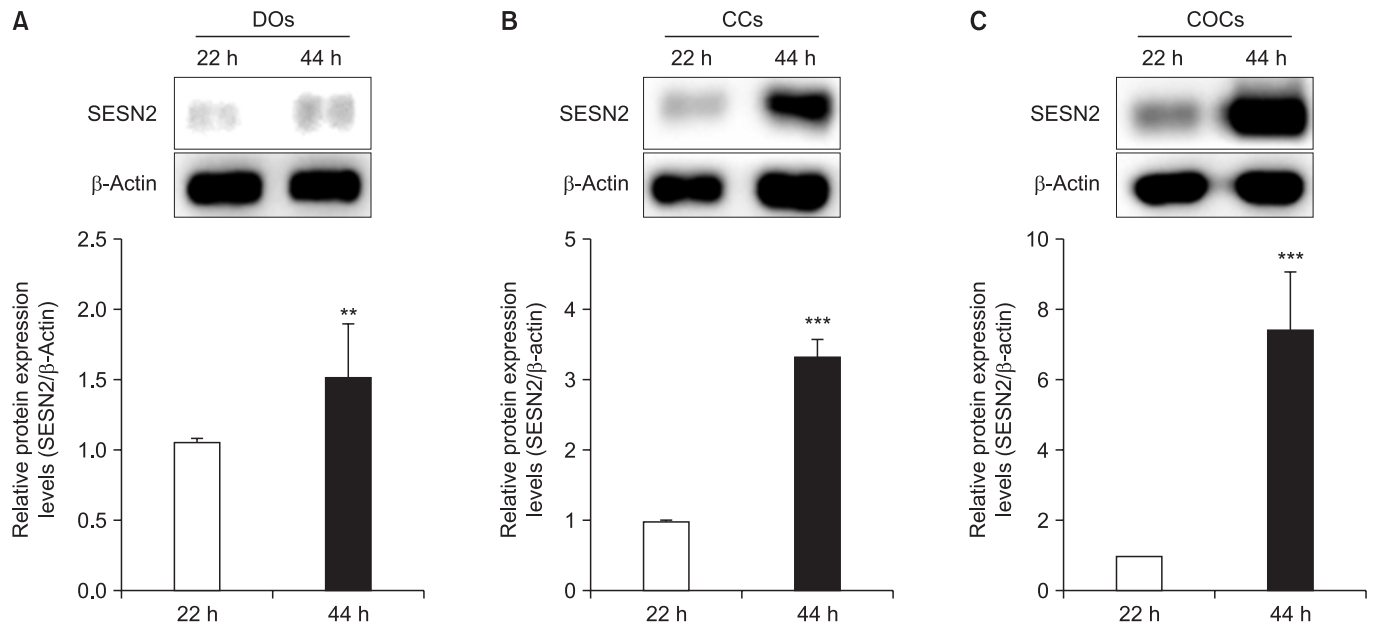 A
DOs
22 h 44 h
SESN2
β-Actin
Relative protein expression
levels (SESN2/β-Actin)
2.5
2.0
1.5
1.0
0.5
0.0
**
22 h 44 h
B
CCs
22 h 44 h
SESN2
β-Actin
Relative protein expression
levels (SESN2/β-actin)
5
4
3
2
1
0
***
22 h 44 h
C
COCs
22 h 44 h
SESN2
β-Actin
Relative protein expression
levels (SESN2/β-actin)
10
8
6
4
2
0
***
22 h 44 h